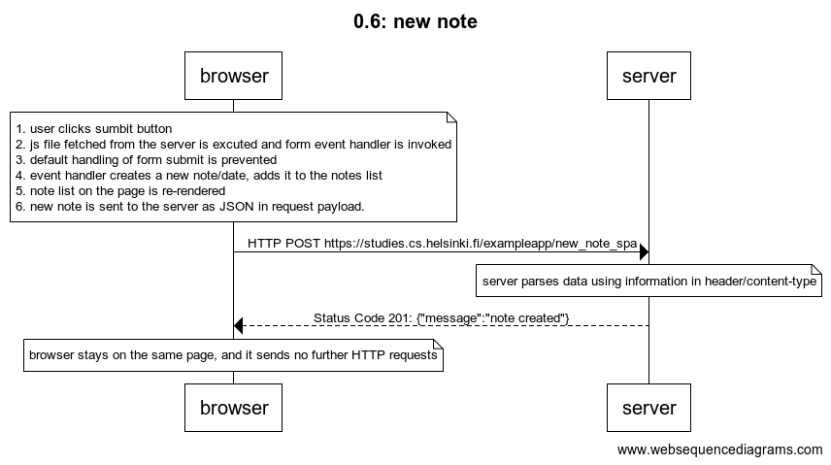 0.6: new note
browser
server
1. user clicks sumbit button
2. js file fetched from the server is excuted and form event handler is invoked
3. default handling of form submit is prevented
4. event handler creates a new note/date, adds it to the notes list
5. note list on the page is re-rendered
6. new note is sent to the server as JSON in request payload.
HTTP POST https://studies.cs.helsinki.fi/exampleapp/new_note_spa
server parses data using information in header/content-type
Status Code 201: {"message":"note created"}
browser stays on the same page, and it sends no further HTTP requests
browser
server
www.websequencediagrams.com